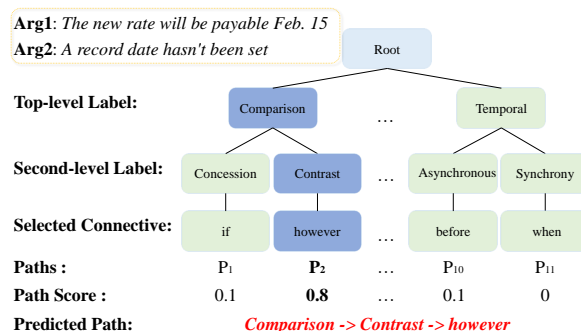 Arg1: The new rate will be payable Feb. 15
Arg2: A record date hasn't been set
Root
Top-level Label:
Comparison
...
Temporal
Second-level Label:
Concession
Contrast
...
Asynchronous
Synchrony
Selected Connective:
if
however
...
before
when
Paths : P1 P2 ... P10 P11
Path Score : 0.1 0.8 ... 0.1 0
Predicted Path: Comparison -> Contrast -> however